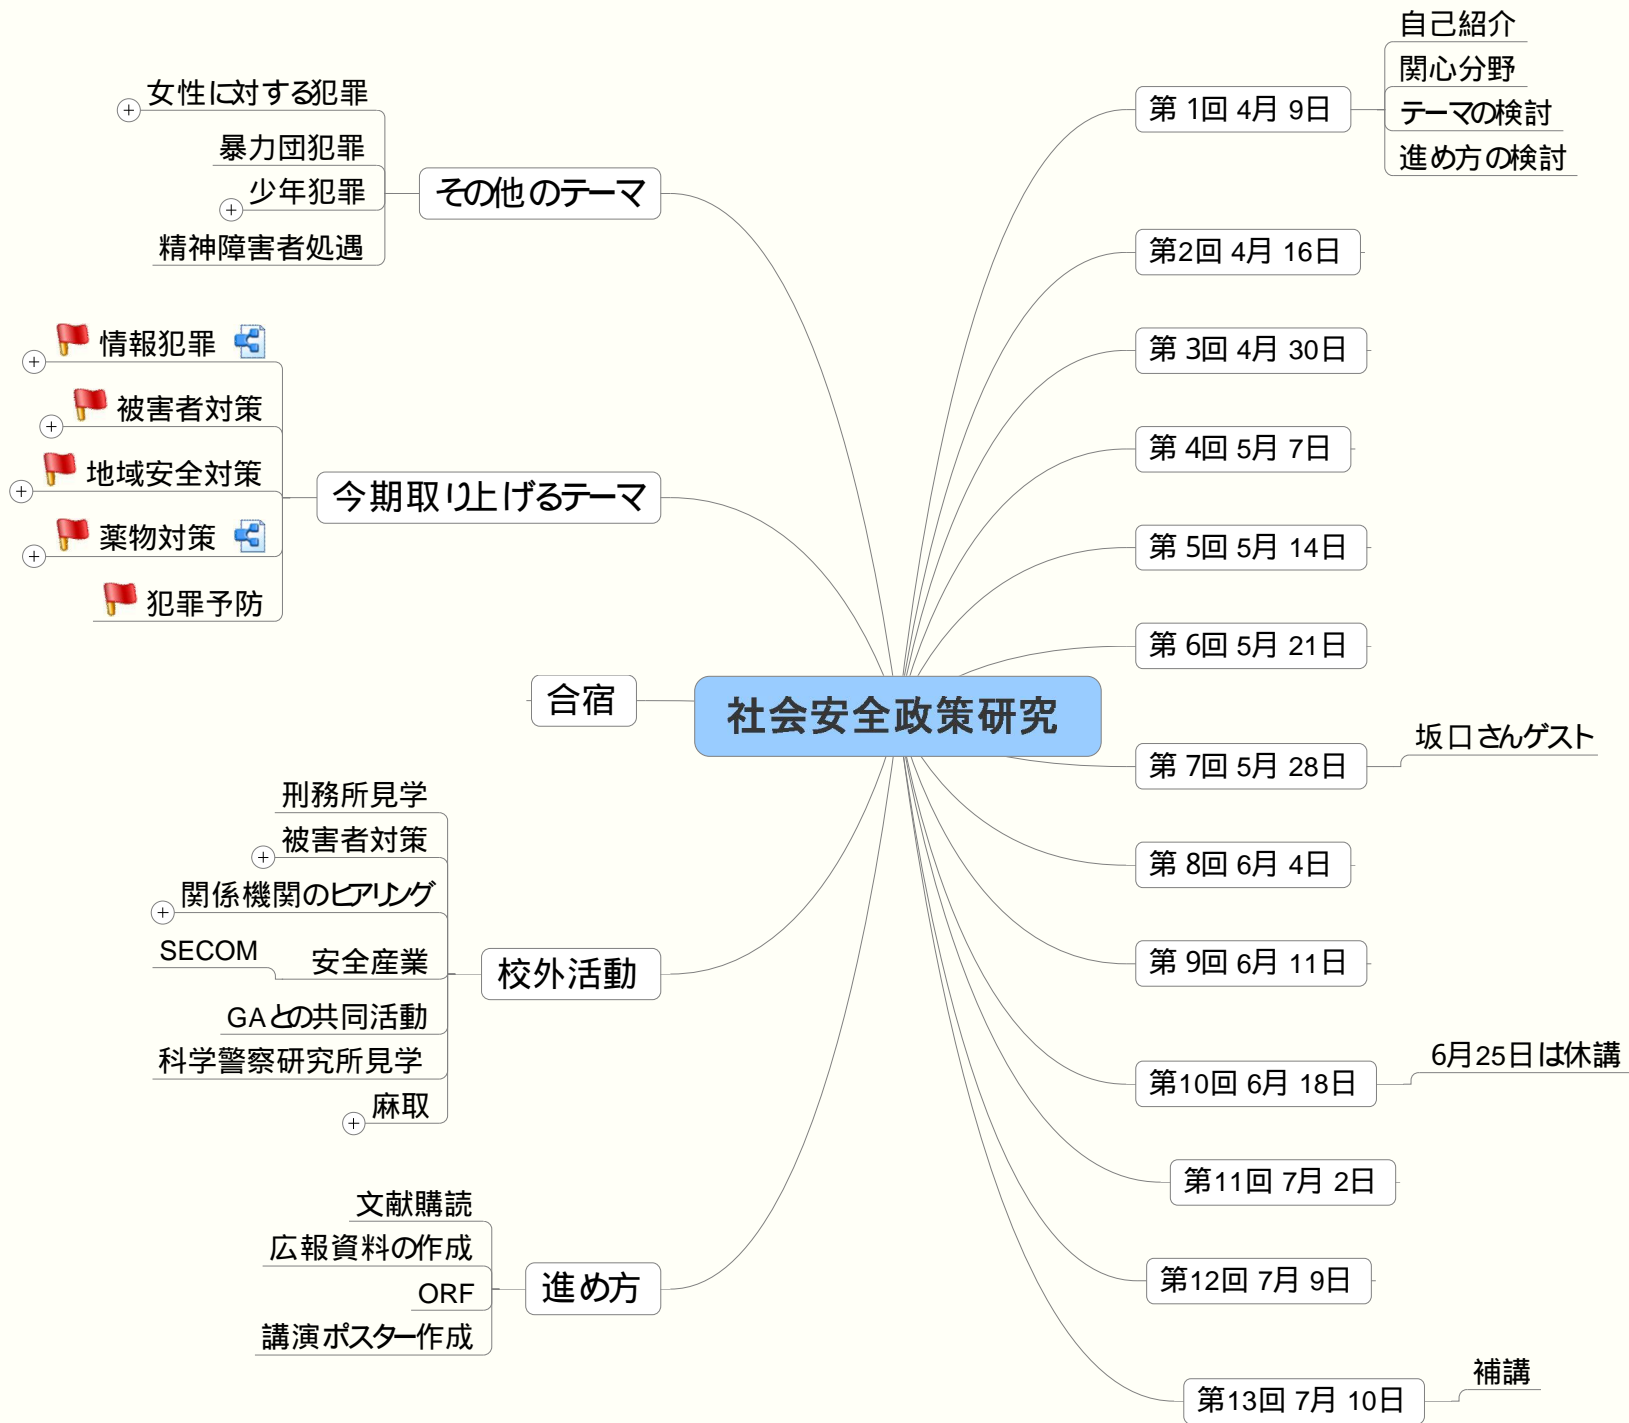 社会安全政策研究
第 1回 4月 9日
自己紹介
関心分野
テーマの検討
進め方の検討
第2回 4月 16日
第 3回 4月 30日
第 4回 5月 7日
第 5回 5月 14日
第 6回 5月 21日
第 7回 5月 28日
坂口さんゲスト
第 8回 6月 4日
第 9回 6月 11日
第10回 6月 18日
6月25日は休講
第11回 7月 2日
第12回 7月 9日
第13回 7月 10日
補講
その他のテーマ
女性に対する犯罪
暴力団犯罪
少年犯罪
精神障害者処遇
今期取り上げるテーマ
情報犯罪
被害者対策
地域安全対策
薬物対策
犯罪予防
合宿
校外活動
刑務所見学
被害者対策
関係機関のヒアリング
安全産業
SECOM
GAとの共同活動
科学警察研究所見学
麻取
進め方
文献購読
広報資料の作成
ORF
講演ポスター作成